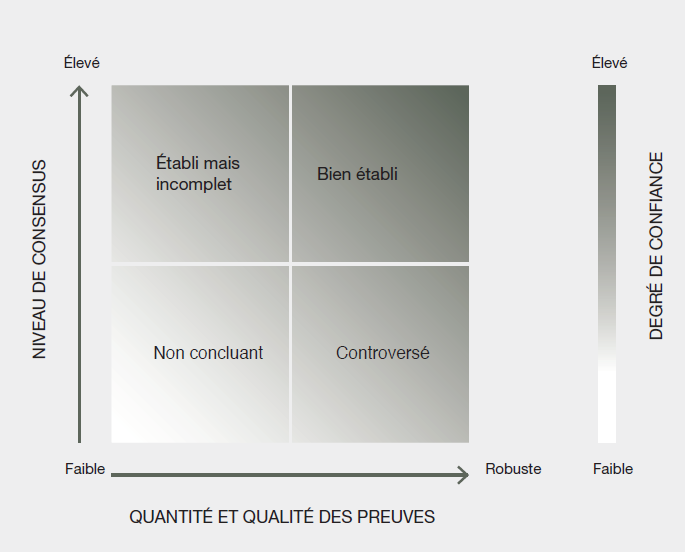 Élevé
Élevé
NIVEAU DE CONSENSUS
Établi mais
incomplet
Bien établi
DEGRÉ DE CONFIANCE
Non concluant
Controversé
Faible
Robuste
Faible
QUANTITÉ ET QUALITÉ DES PREUVES